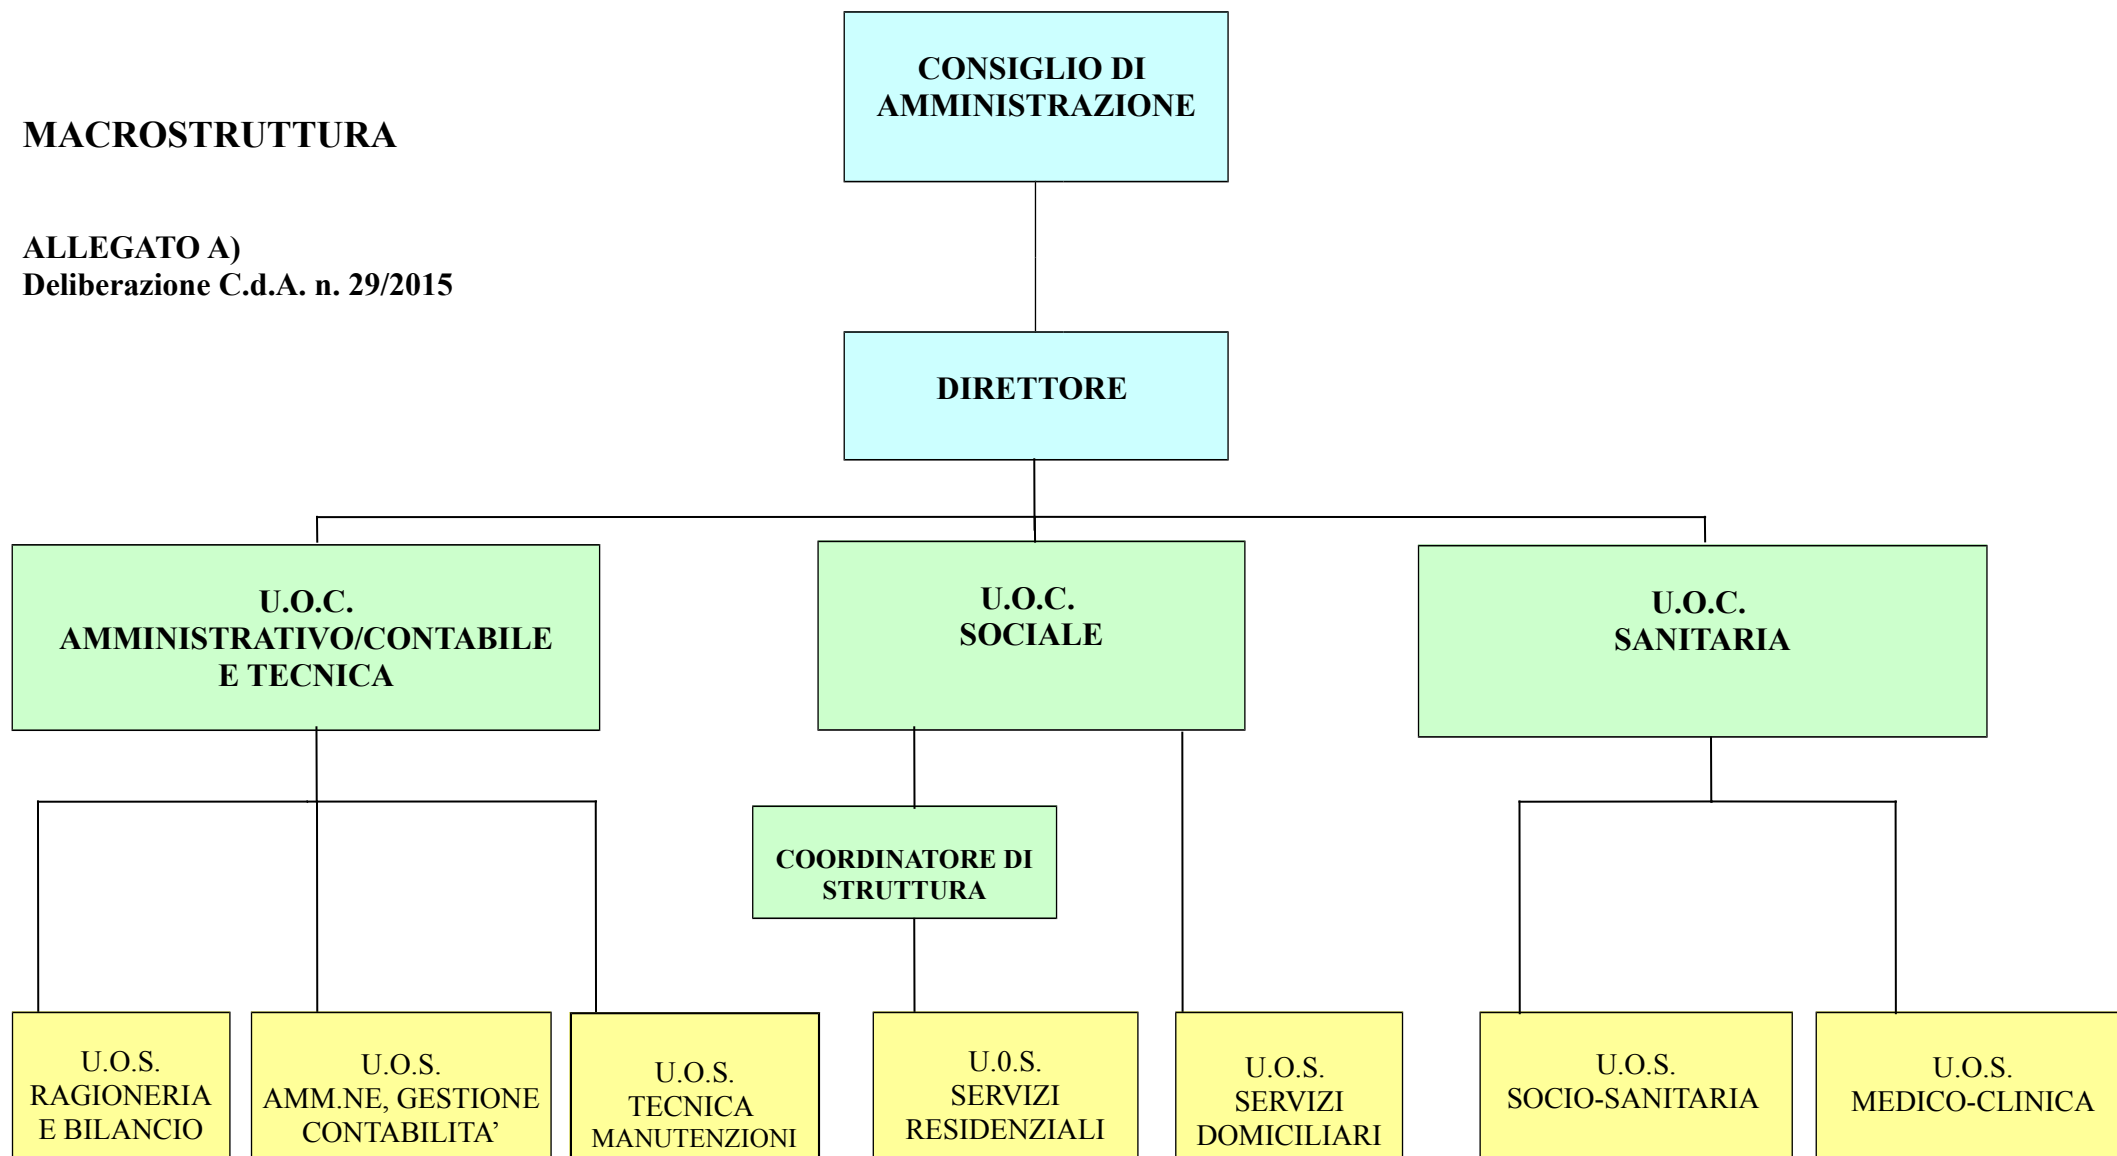 CONSIGLIO DI
AMMINISTRAZIONE
MACROSTRUTTURA
ALLEGATO A)
Deliberazione C.d.A. n. 29/2015
DIRETTORE
U.O.C.
AMMINISTRATIVO/CONTABILE
E TECNICA
U.O.C.
SOCIALE
U.O.C.
SANITARIA
COORDINATORE DI
STRUTTURA
U.O.S.
RAGIONERIA
E BILANCIO
U.O.S.
AMM.NE, GESTIONE
CONTABILITA’
U.O.S.
TECNICA
MANUTENZIONI
U.0.S.
SERVIZI
RESIDENZIALI
U.O.S.
SERVIZI
DOMICILIARI
U.O.S.
SOCIO-SANITARIA
U.O.S.
MEDICO-CLINICA